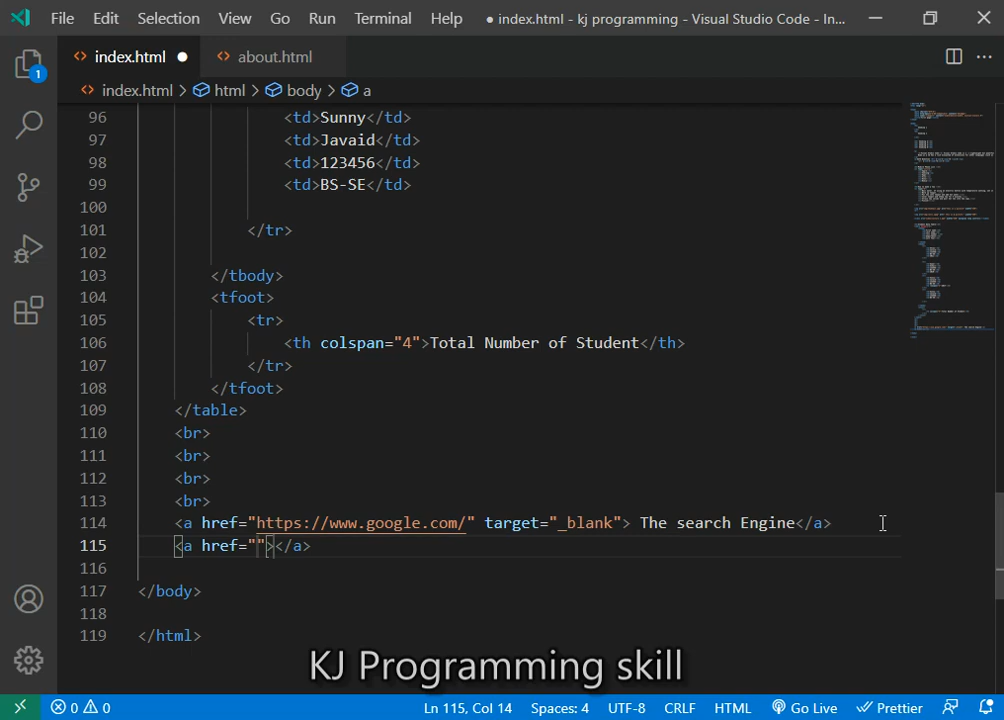 File Edit Selection View Go Run Terminal Help ● index.html - kj programming - Visual Studio Code - In...
index.html ● about.html
index.html > html > body > a
1
96 <td>Sunny</td>
97 <td>Javaid</td>
98 <td>123456</td>
99 <td>BS-SE</td>
100
101 </tr>
102
103 </tbody>
104 <tfoot>
105 <tr>
106 <th colspan="4">Total Number of Student</th>
107 </tr>
108 </tfoot>
109 </table>
110 <br>
111 <br>
112 <br>
113 <br>
114 <a href="https://www.google.com/" target="_blank"> The search Engine</a>
115 <a href=""></a>
116
117 </body>
118
119 </html>
KJ Programming skill
0 0 Ln 115, Col 14 Spaces: 4 UTF-8 CRLF HTML Go Live Prettier